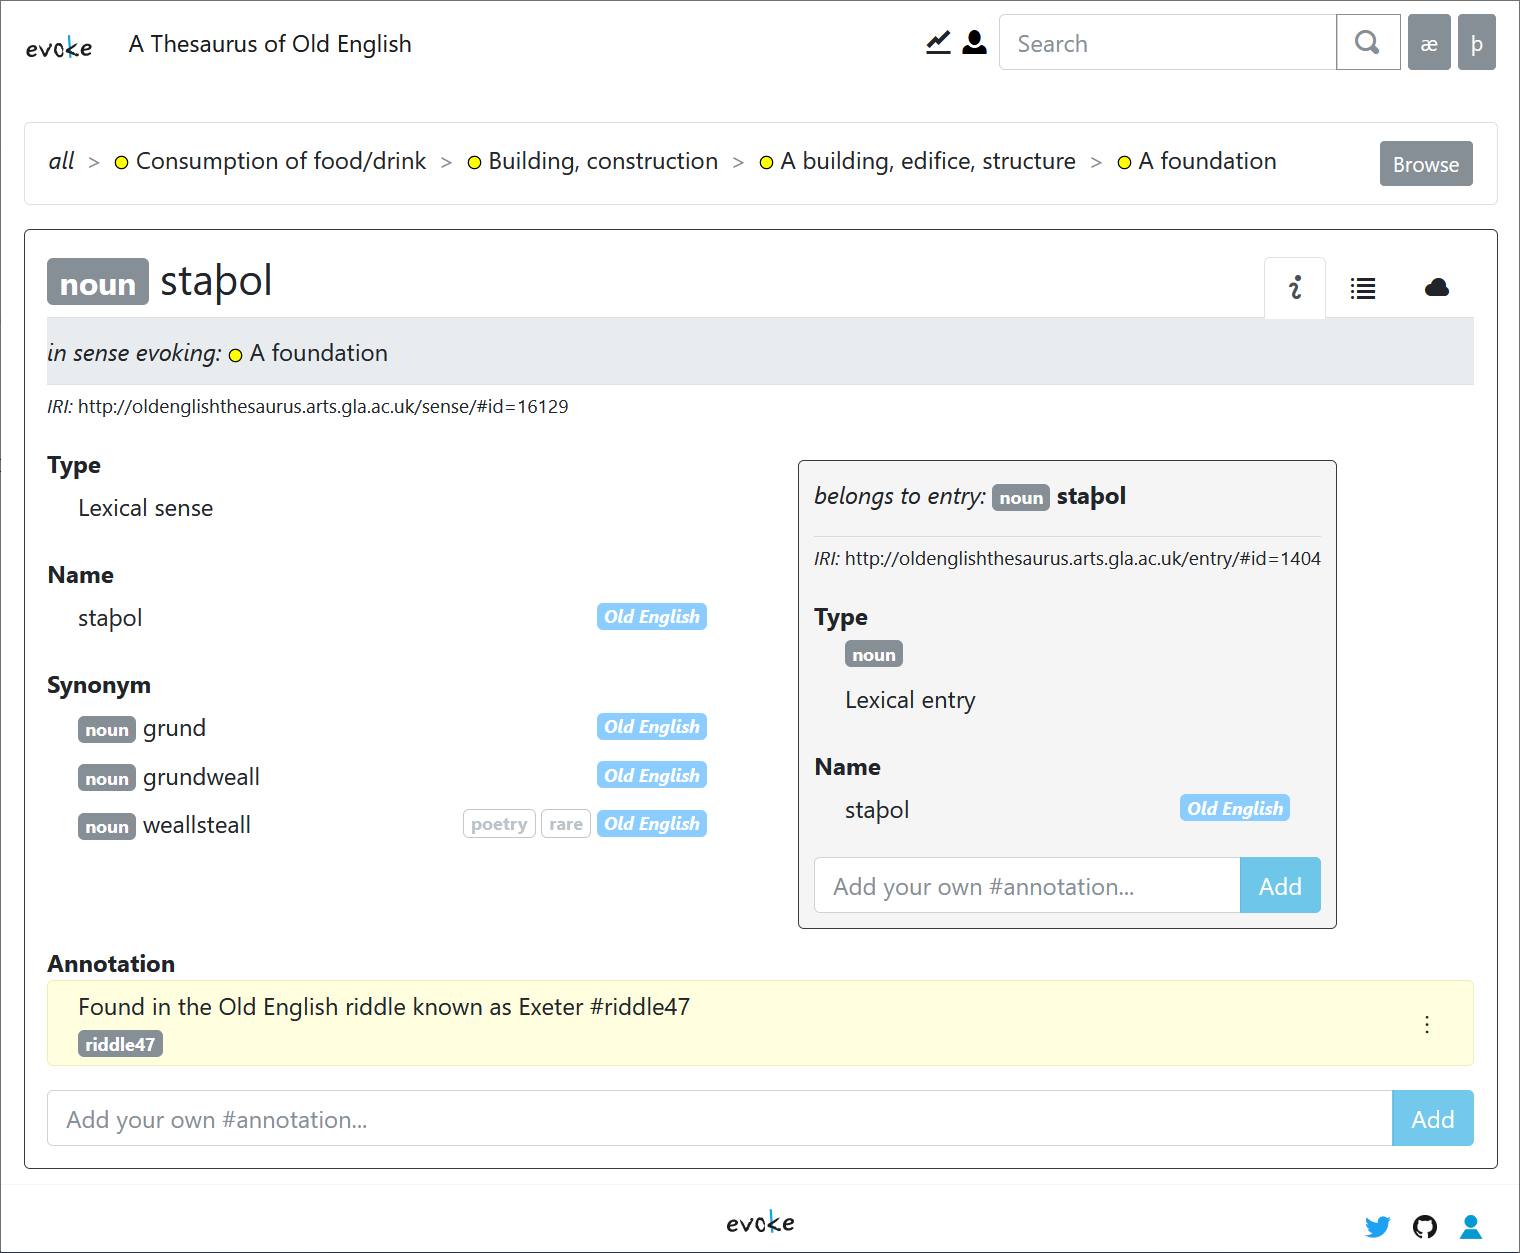 evoke A Thesaurus of Old English Search æ þ
all > Consumption of food/drink > Building, construction > A building, edifice, structure > A foundation Browse
noun staþol
in sense evoking: A foundation
IRI: http://oldenglishthesaurus.arts.gla.ac.uk/sense/#id=16129
Type
Lexical sense
Name
staþol Old English
Synonym
noun grund Old English
noun grundweall Old English
noun weallsteall poetry rare Old English
belongs to entry: noun staþol
IRI: http://oldenglishthesaurus.arts.gla.ac.uk/entry/#id=1404
Type
noun
Lexical entry
Name
staþol Old English
Add your own #annotation... Add
Annotation
Found in the Old English riddle known as Exeter #riddle47
riddle47
Add your own #annotation... Add
evoke